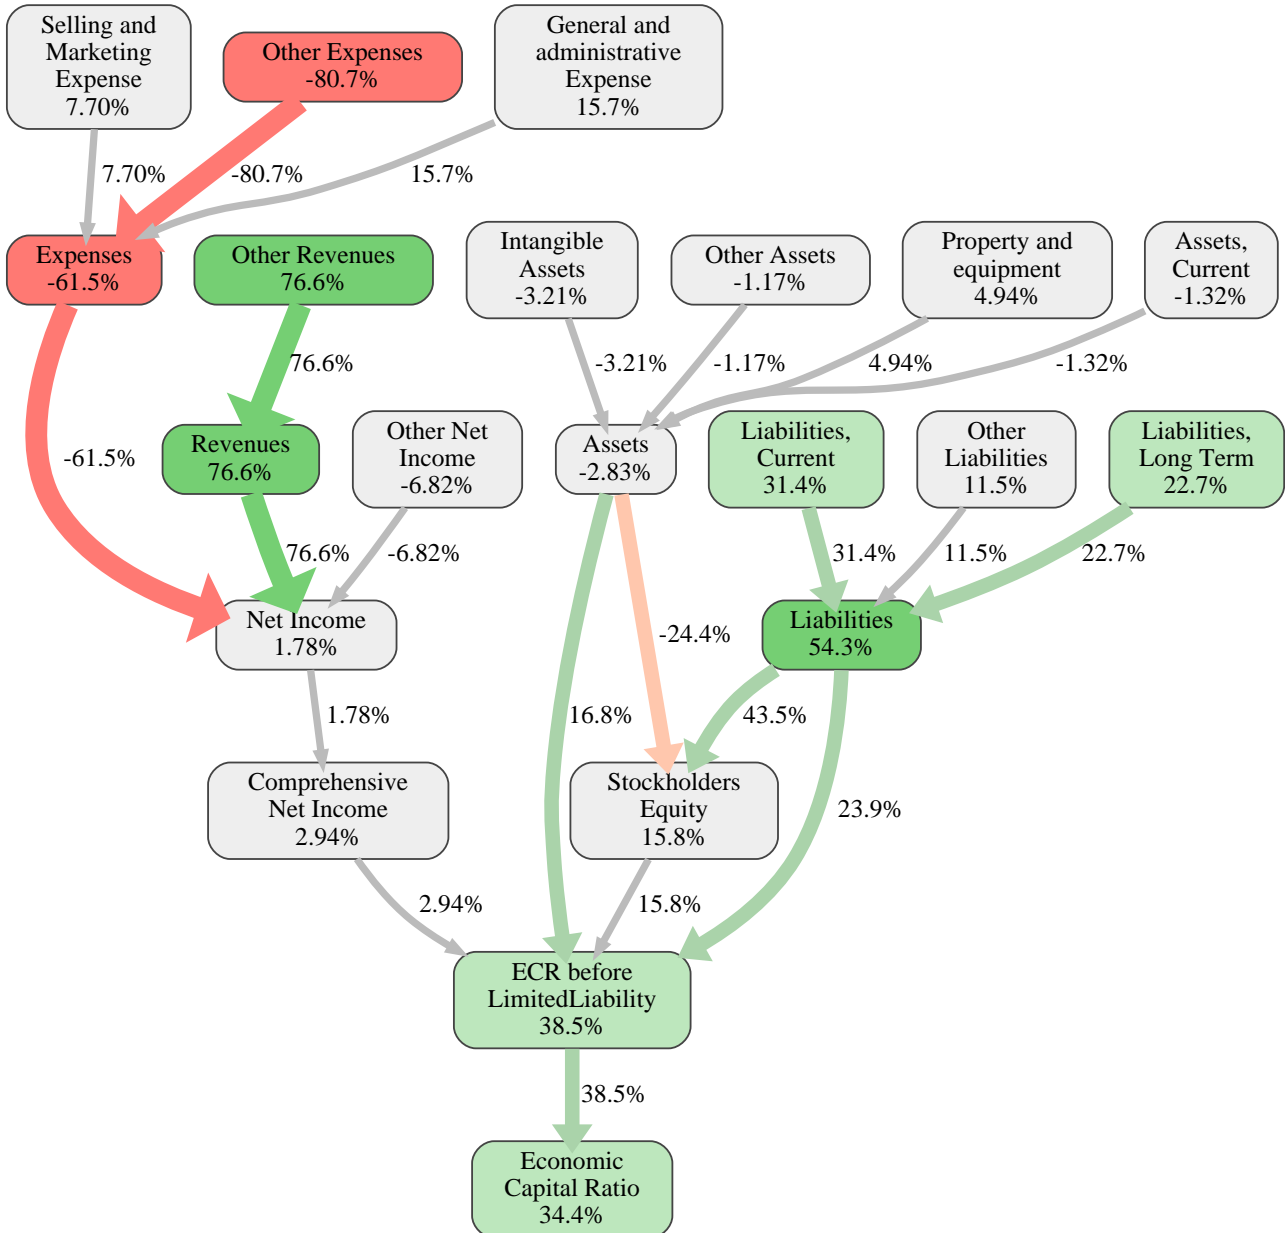 Selling and
Marketing
Expense
7.70%
Other Expenses
-80.7%
General and
administrative
Expense
15.7%
7.70%
-80.7%
15.7%
Expenses
-61.5%
Other Revenues
76.6%
Intangible
Assets
-3.21%
Other Assets
-1.17%
Property and
equipment
4.94%
Assets,
Current
-1.32%
76.6%
-3.21%
-1.17%
4.94%
-1.32%
-61.5%
Revenues
76.6%
Other Net
Income
-6.82%
Assets
-2.83%
Liabilities,
Current
31.4%
Other
Liabilities
11.5%
Liabilities,
Long Term
22.7%
76.6%
-6.82%
31.4%
11.5%
22.7%
Net Income
1.78%
-24.4%
Liabilities
54.3%
1.78%
16.8%
43.5%
Comprehensive
Net Income
2.94%
Stockholders
Equity
15.8%
23.9%
2.94%
15.8%
ECR before
LimitedLiability
38.5%
38.5%
Economic
Capital Ratio
34.4%